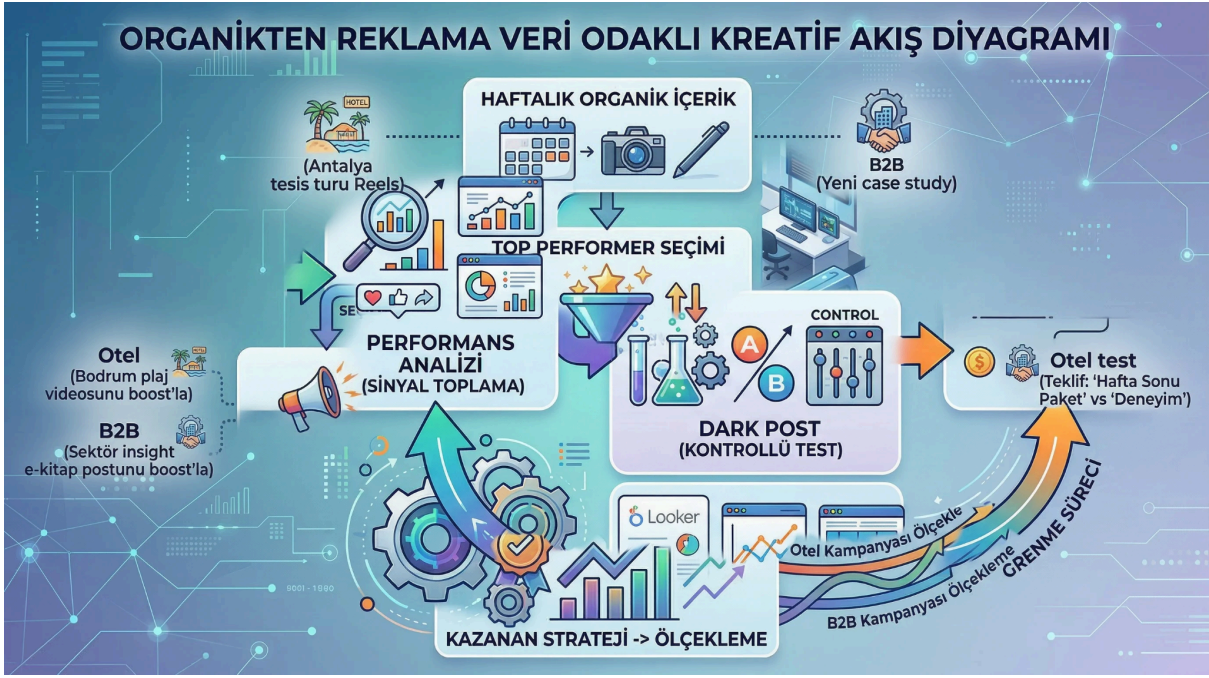 ORGANİKTEN REKLAMA VERİ ODAKLI KREATİF AKIŞ DİYAGRAMI
HAFTALIK ORGANİK İÇERİK
HOTEL
(Antalya
tesis turu Reels)
B2B
(Yeni case study)
TOP PERFORMER SEÇİMİ
PERFORMANS
ANALİZİ
(SİNYAL TOPLAMA)
Otel
(Bodrum plaj
videosunu boost'la)
B2B
(Sektör insight
e-kitap postunu boost'la)
A
B
CONTROL
DARK POST
(KONTROLLÜ TEST)
$
Otel test
(Teklif: 'Hafta Sonu
Paket' vs 'Deneyim')
Looker
Otel Kampanyası Ölçekle
B2B Kampanyası Ölçekleme
GRENME SÜRECİ
KAZANAN STRATEJİ -> ÖLÇEKLEME